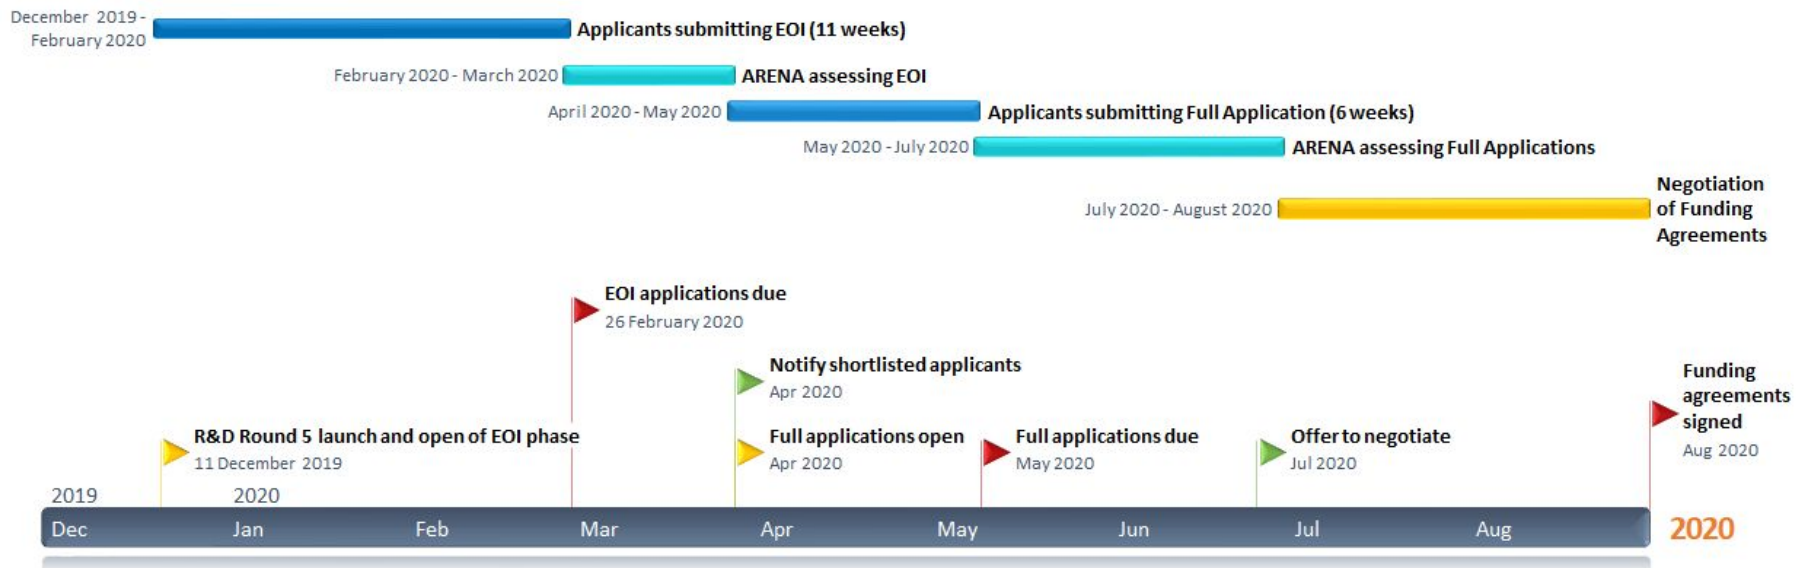 December 2019 -
February 2020
Applicants submitting EOI (11 weeks)
February 2020 - March 2020
ARENA assessing EOI
April 2020 - May 2020
Applicants submitting Full Application (6 weeks)
May 2020 - July 2020
ARENA assessing Full Applications
July 2020 - August 2020
Negotiation
of Funding
Agreements
EOI applications due
26 February 2020
Notify shortlisted applicants
Apr 2020
Funding
agreements
signed
Aug 2020
R&D Round 5 launch and open of EOI phase
11 December 2019
Full applications open
Apr 2020
Full applications due
May 2020
Offer to negotiate
Jul 2020
2019
2020
Dec
Jan
Feb
Mar
Apr
May
Jun
Jul
Aug
2020